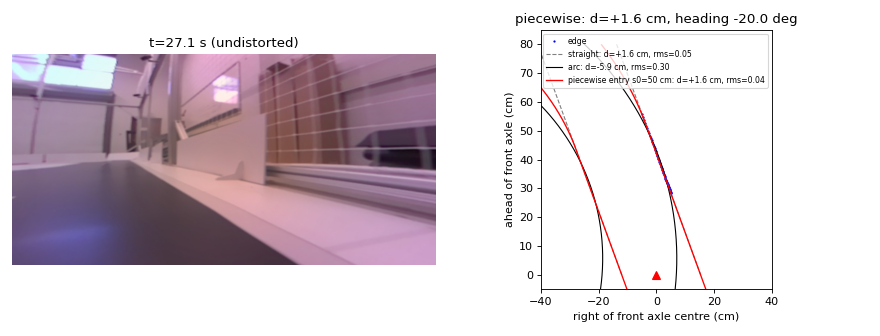 t=27.1 s (undistorted)
piecewise: d=+1.6 cm, heading -20.0 deg
edge
straight: d=+1.6 cm, rms=0.05
arc: d=-5.9 cm, rms=0.30
piecewise entry s0=50 cm: d=+1.6 cm, rms=0.04
ahead of front axle (cm)
80
70
60
50
40
30
20
10
0
−40
−20
0
20
40
right of front axle centre (cm)